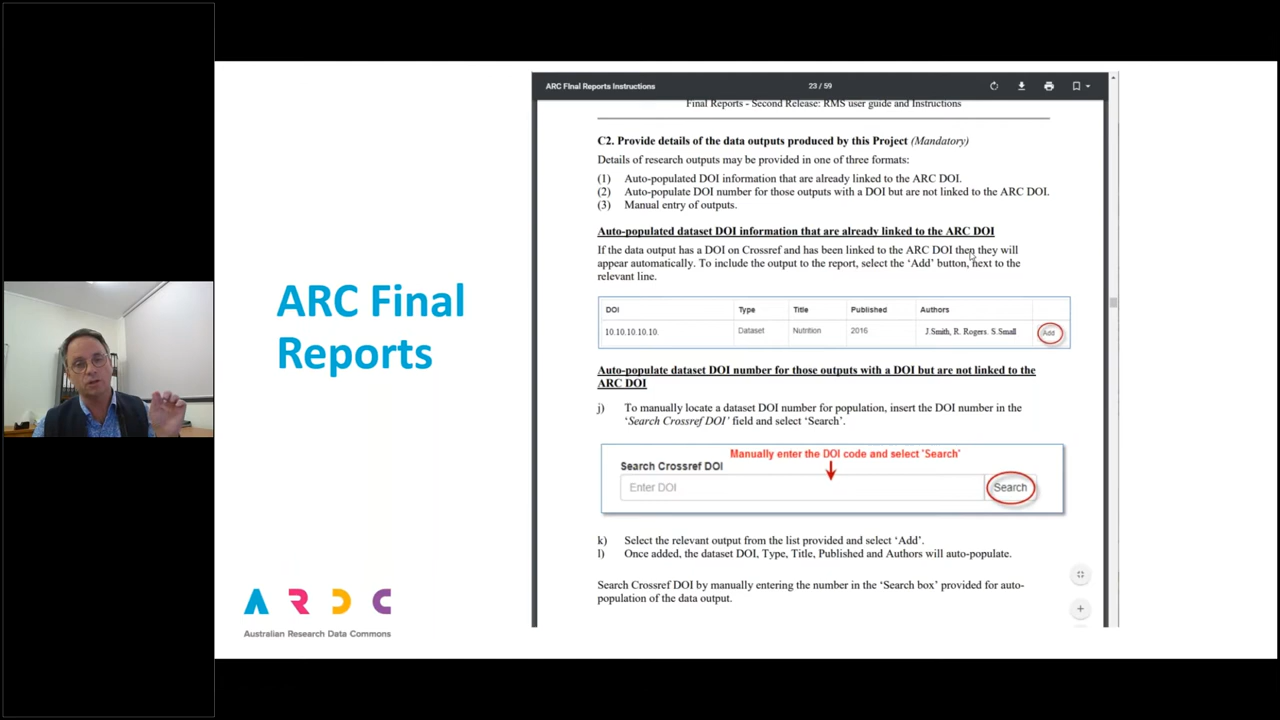 ARC Final
Reports
A R D C
Australian Research Data Commons
ARC FInal Reports Instructions
23 / 59
Final Reports - Second Release: RMS user guide and Instructions
C2. Provide details of the data outputs produced by this Project (Mandatory)
Details of research outputs may be provided in one of three formats:
(1) Auto-populated DOI information that are already linked to the ARC DOI.
(2) Auto-populate DOI number for those outputs with a DOI but are not linked to the ARC DOI.
(3) Manual entry of outputs.
Auto-populated dataset DOI information that are already linked to the ARC DOI
If the data output has a DOI on Crossref and has been linked to the ARC DOI then they will
appear automatically. To include the output to the report, select the ‘Add’ button, next to the
relevant line.
DOI Type Title Published Authors
10.10.10.10.10. Dataset Nutrition 2016 J.Smith, R. Rogers. S.Small Add
Auto-populate dataset DOI number for those outputs with a DOI but are not linked to the
ARC DOI
j) To manually locate a dataset DOI number for population, insert the DOI number in the
‘Search Crossref DOI’ field and select ‘Search’.
Manually enter the DOI code and select 'Search'
Search Crossref DOI
Enter DOI Search
k) Select the relevant output from the list provided and select ‘Add’.
l) Once added, the dataset DOI, Type, Title, Published and Authors will auto-populate.
Search Crossref DOI by manually entering the number in the ‘Search box’ provided for auto-
population of the data output.